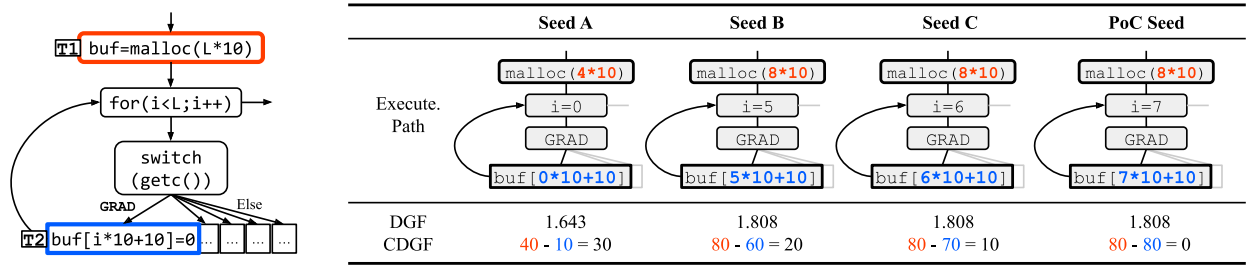 T1 buf=malloc(L*10)
for(i<L;i++)
switch
(getc())
GRAD Else
T2 buf[i*10+10]=0 ... ... ... ...
Seed A Seed B Seed C PoC Seed
Execute.
Path
malloc(4*10) malloc(8*10) malloc(8*10) malloc(8*10)
i=0 i=5 i=6 i=7
GRAD GRAD GRAD GRAD
buf[0*10+10] buf[5*10+10] buf[6*10+10] buf[7*10+10]
DGF 1.643 1.808 1.808 1.808
CDGF 40 - 10 = 30 80 - 60 = 20 80 - 70 = 10 80 - 80 = 0